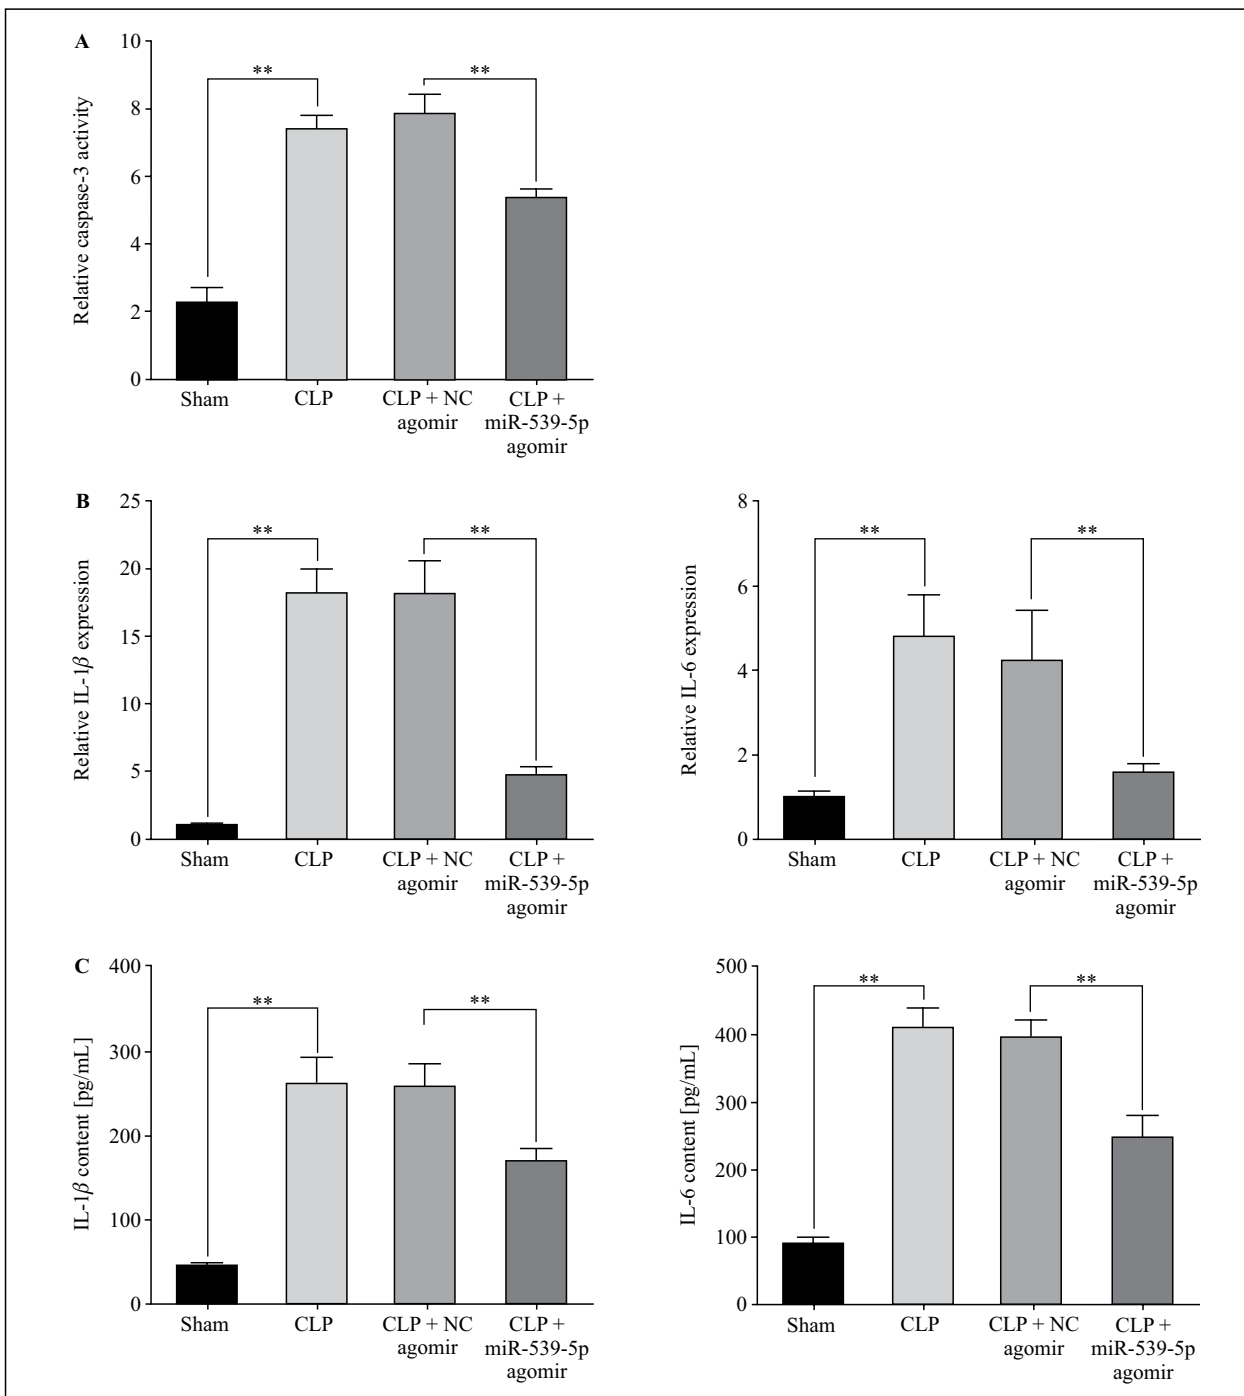 A
Relative caspase-3 activity
10
8
6
4
2
0
**
**
Sham
CLP
CLP + NC
agomir
CLP +
miR-539-5p
agomir
B
Relative IL-1β expression
25
20
15
10
5
0
**
**
Sham
CLP
CLP + NC
agomir
CLP +
miR-539-5p
agomir
Relative IL-6 expression
8
6
4
2
0
**
**
Sham
CLP
CLP + NC
agomir
CLP +
miR-539-5p
agomir
C
IL-1β content [pg/mL]
400
300
200
100
0
**
**
Sham
CLP
CLP + NC
agomir
CLP +
miR-539-5p
agomir
IL-6 content [pg/mL]
500
400
300
200
100
0
**
**
Sham
CLP
CLP + NC
agomir
CLP +
miR-539-5p
agomir